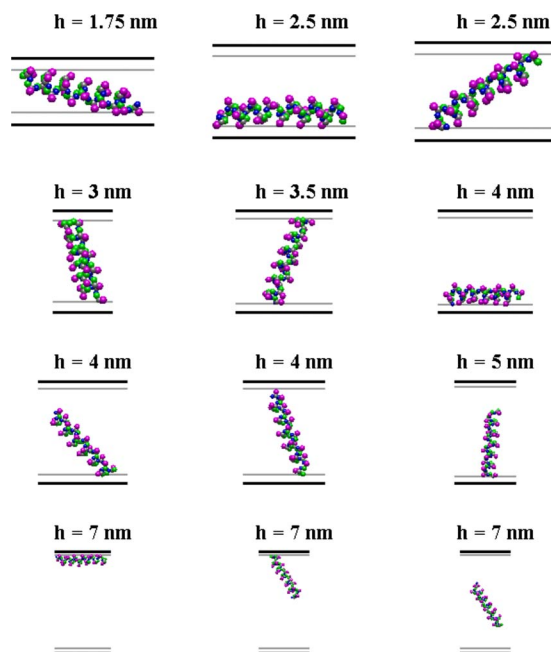 h = 1.75 nm
h = 2.5 nm
h = 2.5 nm
h = 3 nm
h = 3.5 nm
h = 4 nm
h = 4 nm
h = 4 nm
h = 5 nm
h = 7 nm
h = 7 nm
h = 7 nm